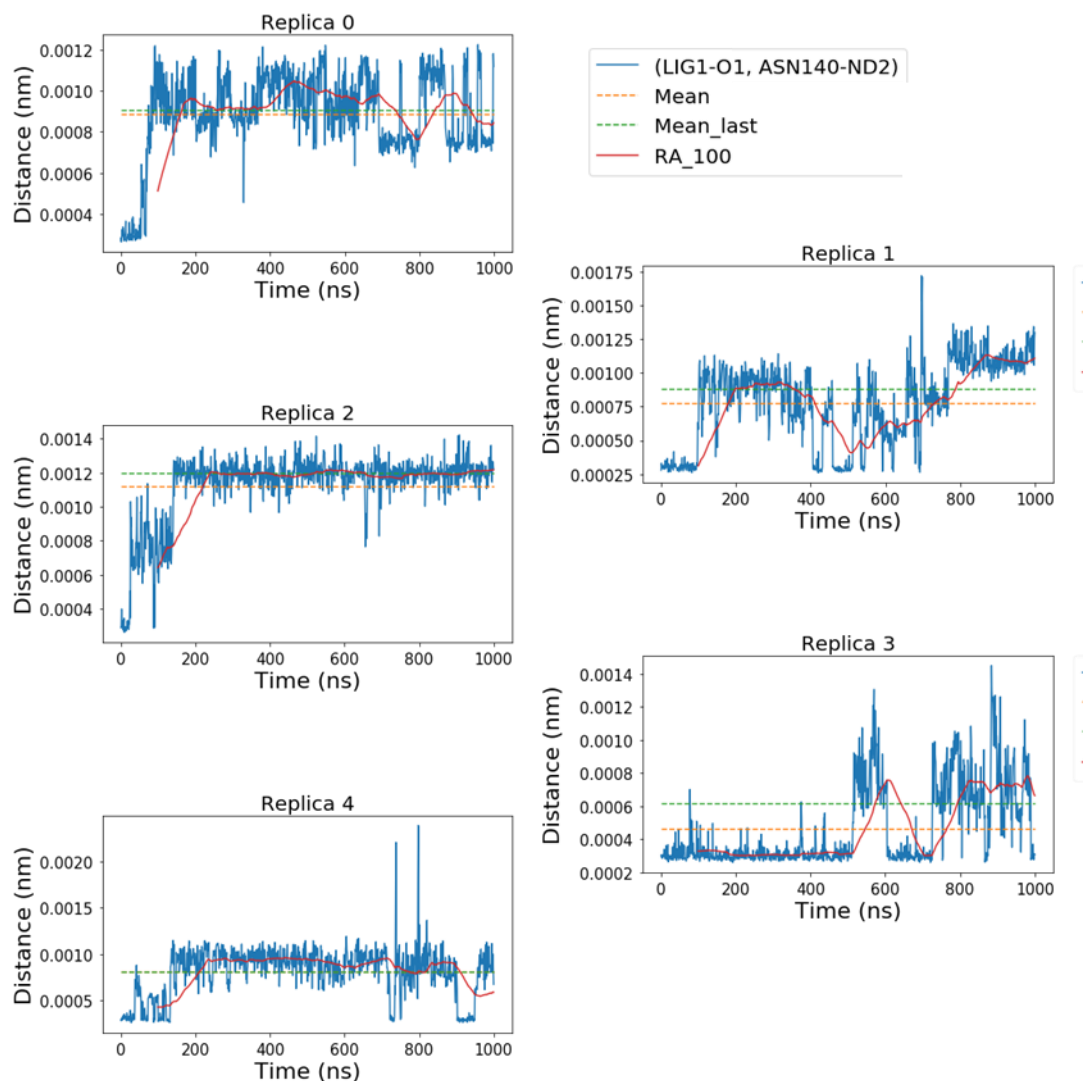 Replica 0
Distance (nm)
0.0012
0.0010
0.0008
0.0006
0.0004
0 200 400 600 800 1000
Time (ns)
(LIG1-O1, ASN140-ND2)
Mean
Mean_last
RA_100
Replica 1
Distance (nm)
0.00175
0.00150
0.00125
0.00100
0.00075
0.00050
0.00025
0 200 400 600 800 1000
Time (ns)
Replica 2
Distance (nm)
0.0014
0.0012
0.0010
0.0008
0.0006
0.0004
0 200 400 600 800 1000
Time (ns)
Replica 3
Distance (nm)
0.0014
0.0012
0.0010
0.0008
0.0006
0.0004
0.0002
0 200 400 600 800 1000
Time (ns)
Replica 4
Distance (nm)
0.0020
0.0015
0.0010
0.0005
0 200 400 600 800 1000
Time (ns)